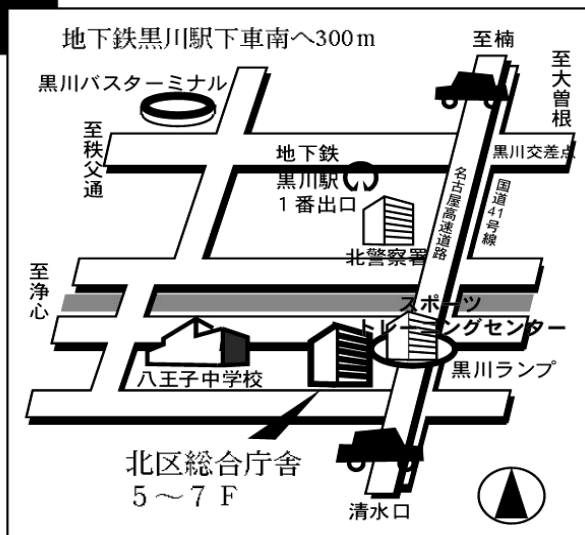 地下鉄黒川駅下車南へ300m
至楠
黒川バスターミナル
至大曽根
至秩父通
地下鉄
黒川駅
1番出口
黒川交差点
名古屋高速道路
国道41号線
北警察署
至浄心
スポーツ
トレーニングセンター
八王子中学校
黒川ランプ
北区総合庁舎
5～7F
清水口